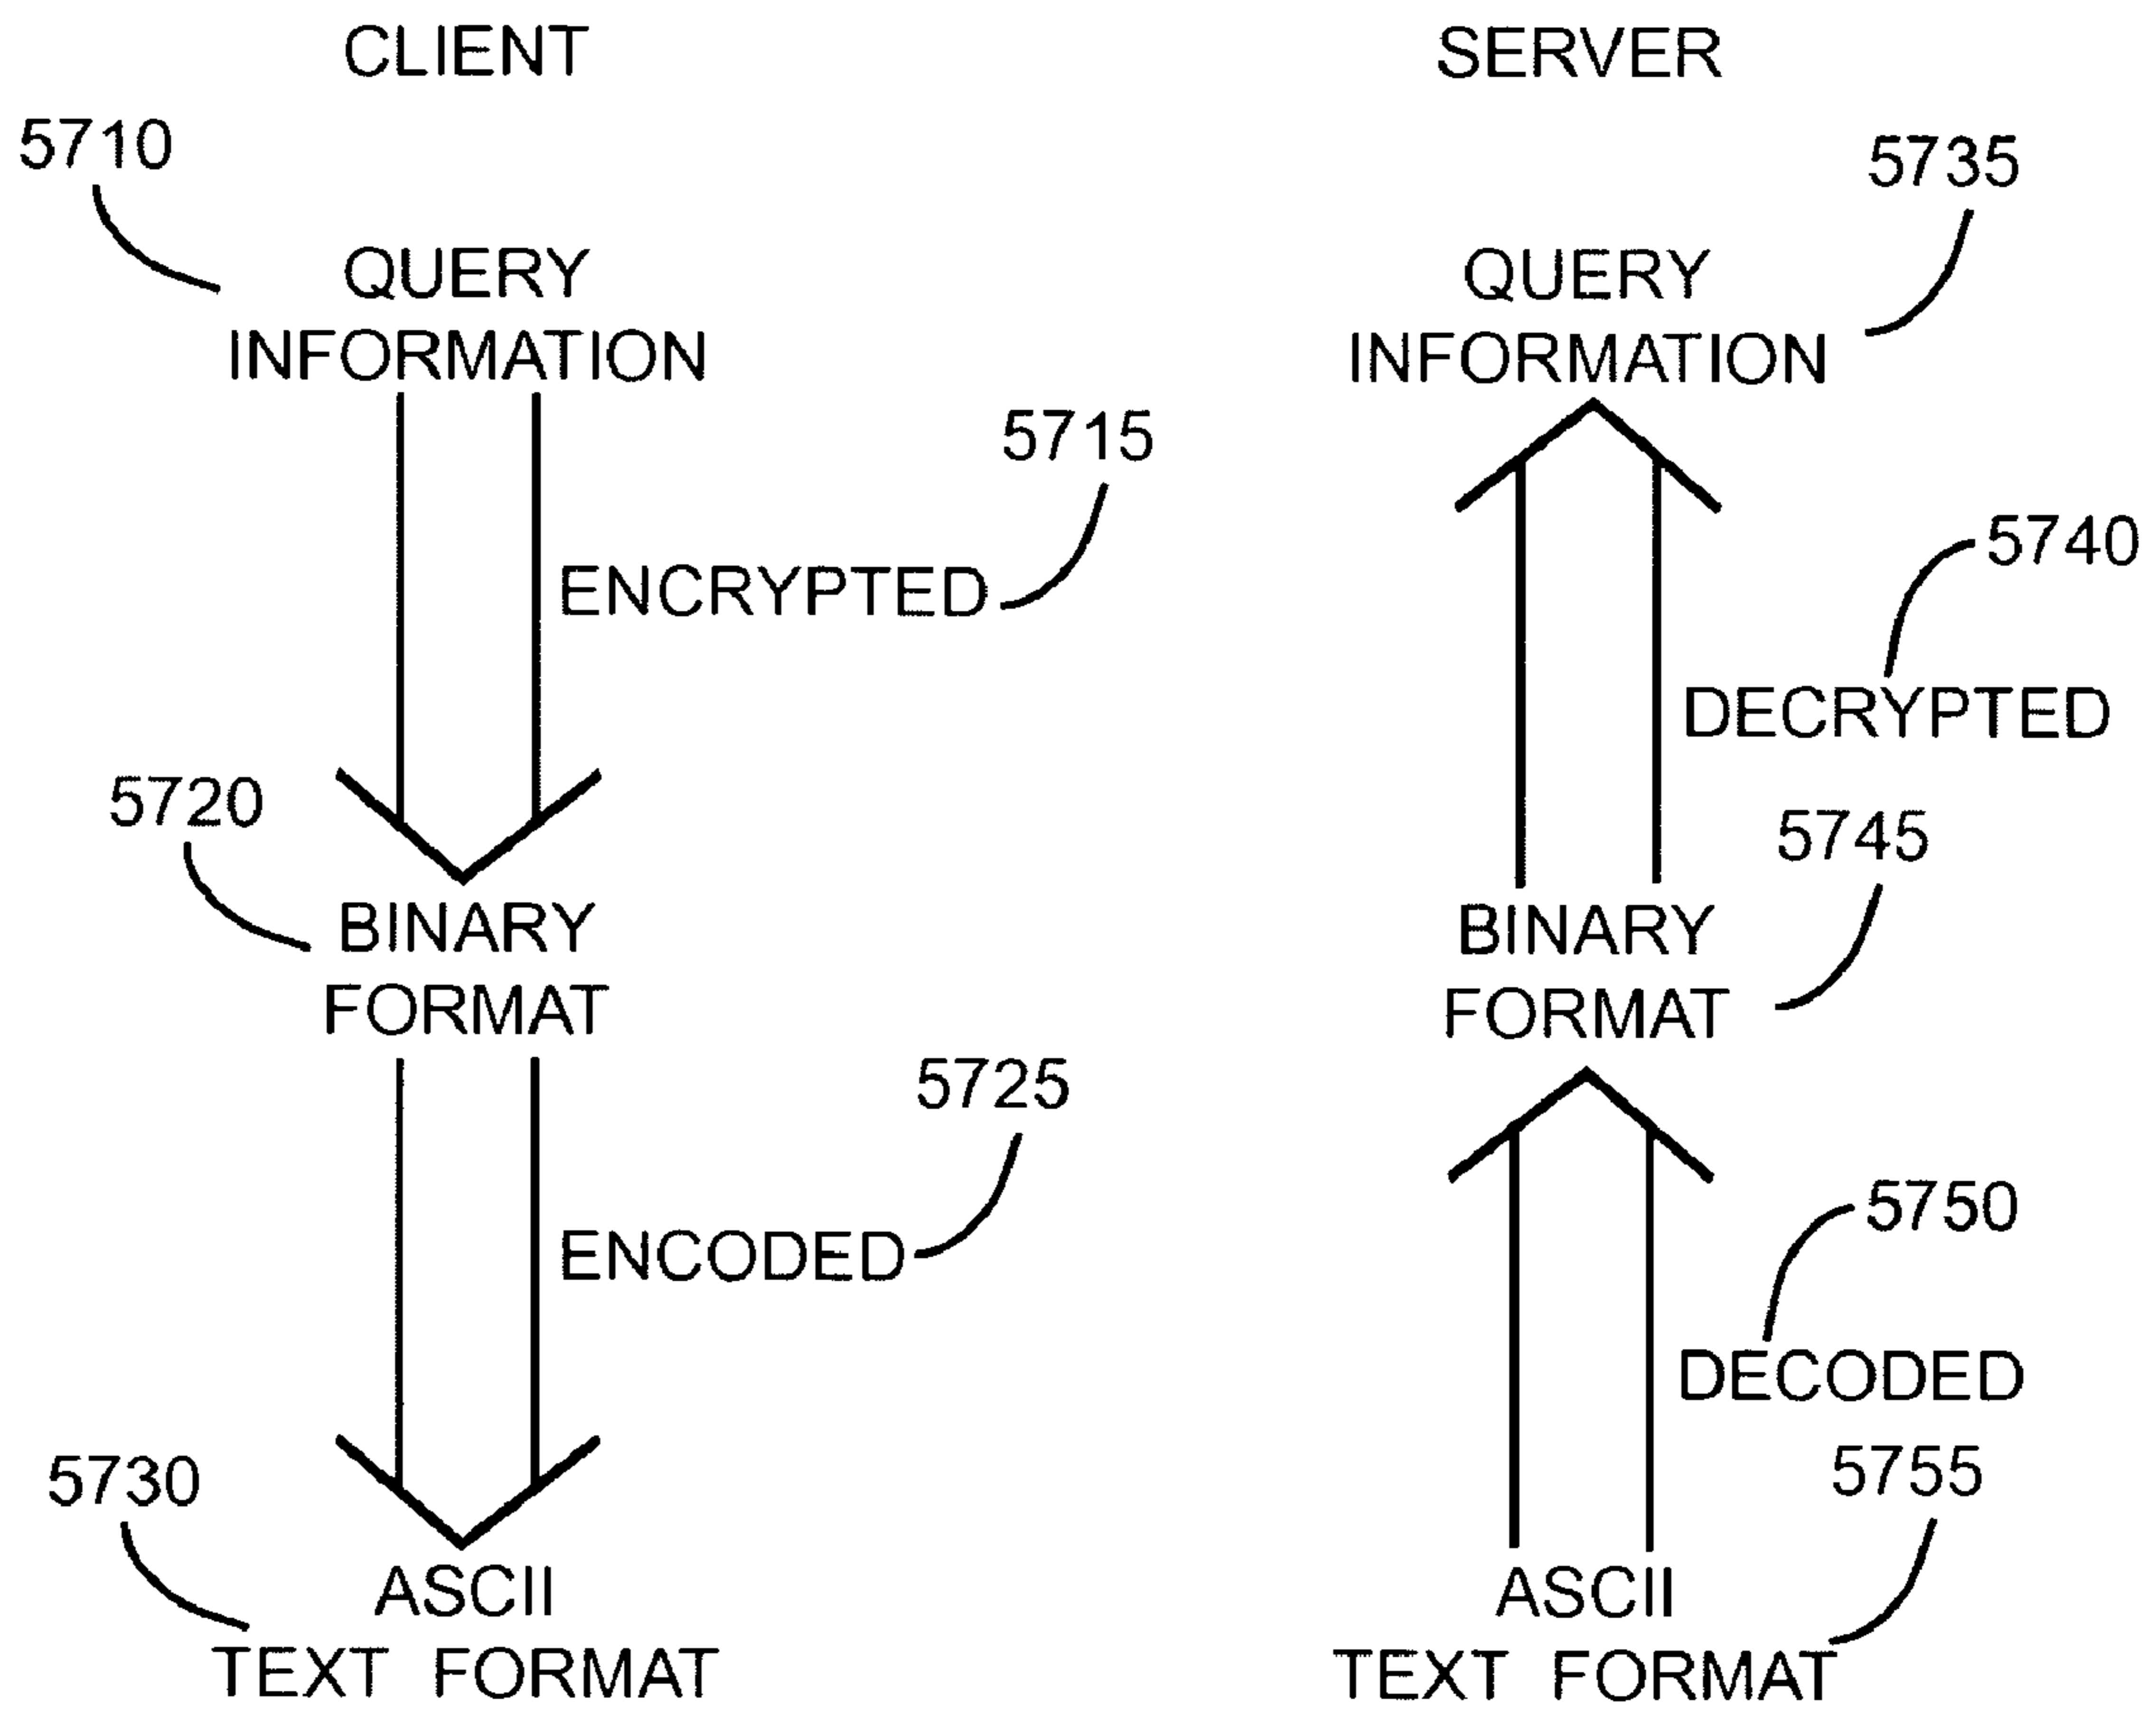 CLIENT
5710
QUERY
INFORMATION
5715
ENCRYPTED
5720
BINARY
FORMAT
5725
ENCODED
5730
ASCII
TEXT FORMAT
SERVER
5735
QUERY
INFORMATION
5740
DECRYPTED
5745
BINARY
FORMAT
5750
DECODED
5755
ASCII
TEXT FORMAT